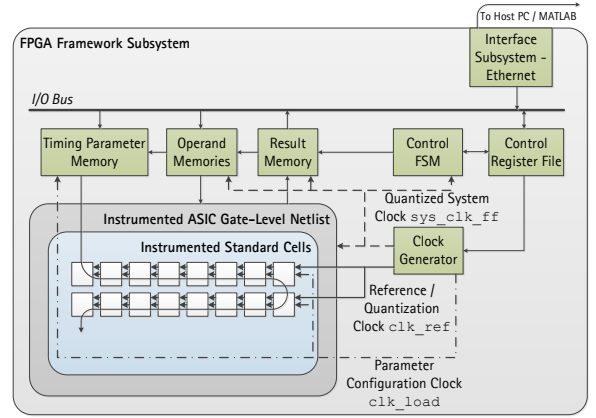 To Host PC / MATLAB
FPGA Framework Subsystem
Interface
Subsystem -
Ethernet
I/O Bus
Timing Parameter
Memory
Operand
Memories
Result
Memory
Control
FSM
Control
Register File
Quantized System
Clock sys_clk_ff
Instrumented ASIC Gate-Level Netlist
Instrumented Standard Cells
Clock
Generator
Reference /
Quantization
Clock clk_ref
Parameter
Configuration Clock
clk_load